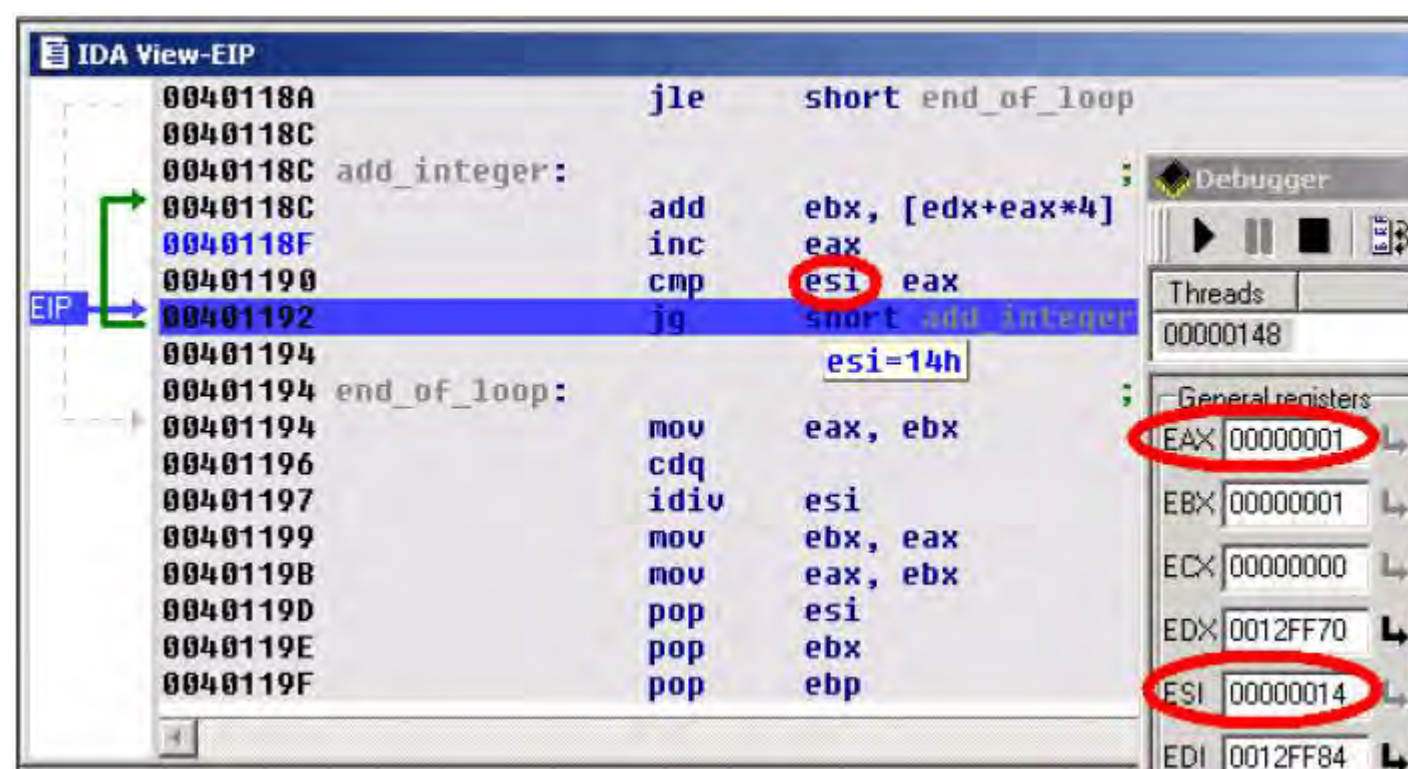 IDA View-EIP
0040118A jle short end_of_loop
0040118C
0040118C add_integer: ;
0040118C add ebx, [edx+eax*4]
0040118F inc eax
00401190 cmp esi eax
EIP 00401192 jg short add_integer
00401194 esi=14h
00401194 end_of_loop: ;
00401194 mov eax, ebx
00401196 cdq
00401197 idiv esi
00401199 mov ebx, eax
0040119B mov eax, ebx
0040119D pop esi
0040119E pop ebx
0040119F pop ebp
Debugger
Threads
00000148
General registers
EAX 00000001
EBX 00000001
ECX 00000000
EDX 0012FF70
ESI 00000014
EDI 0012FF84